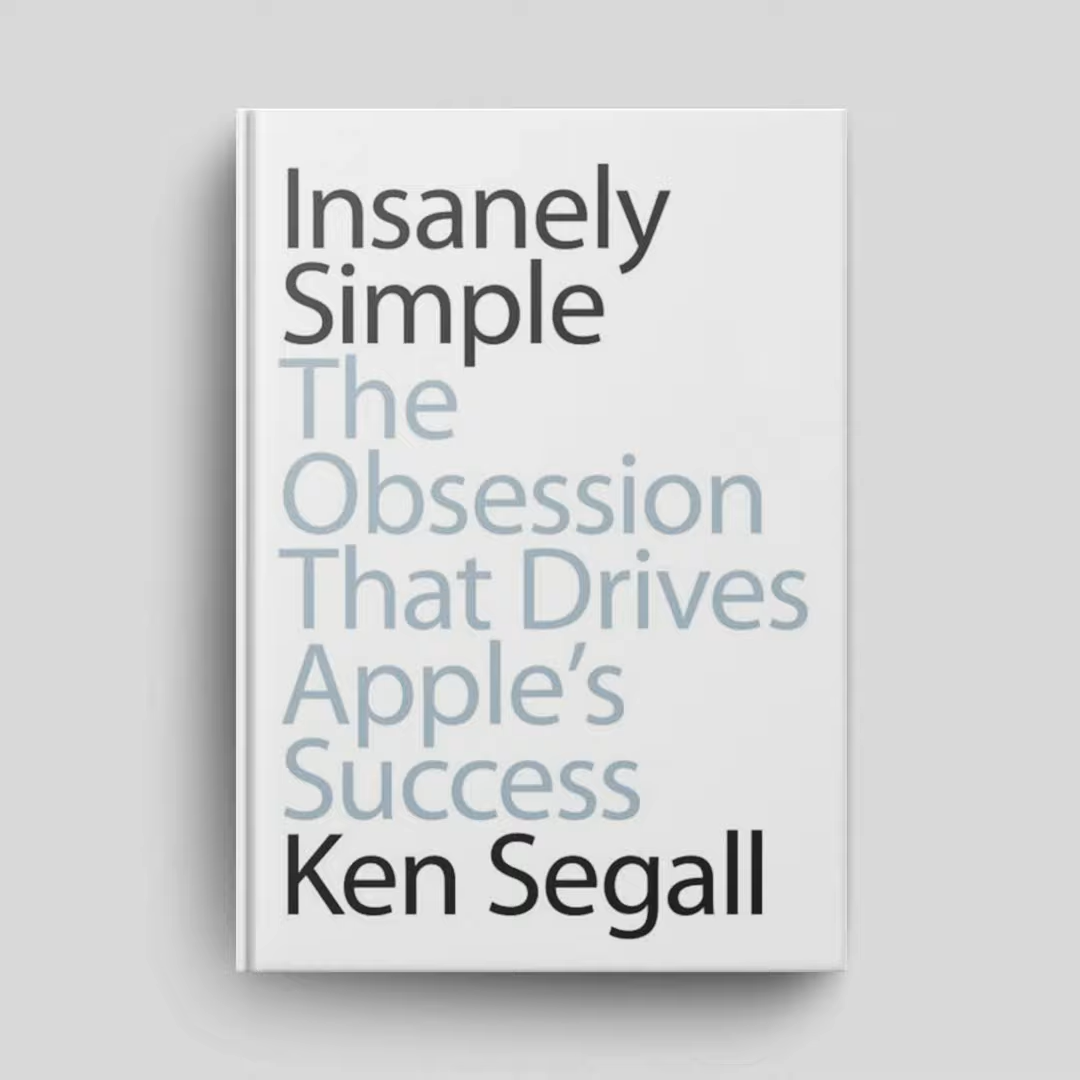 Insanely
Simple
The
Obsession
That Drives
Apple’s
Success
Ken Segall